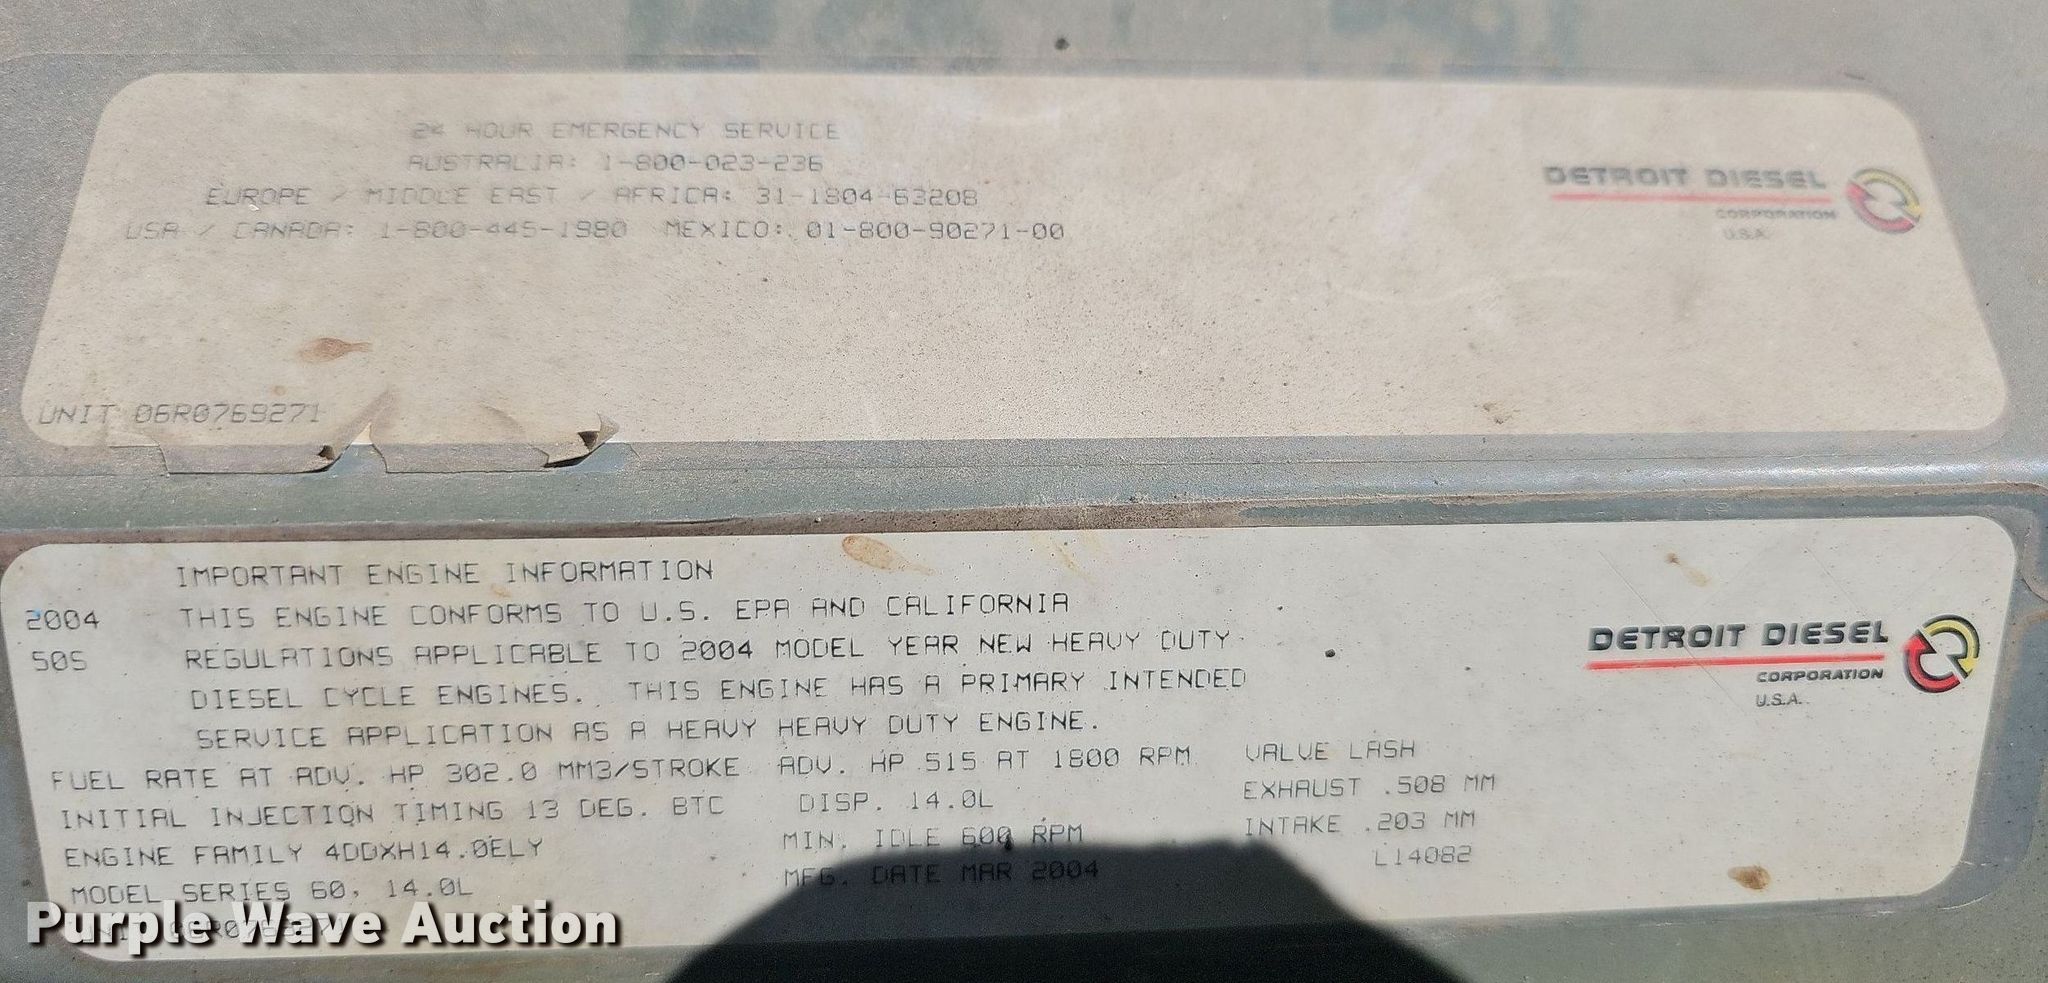 24 HOUR EMERGENCY SERVICE
AUSTRALIA: 1-800-023-236
EUROPE / MIDDLE EAST / AFRICA: 31-1804-63208
USA / CANADA: 1-800-445-1980 MEXICO: 01-800-90271-00
DETROIT DIESEL
CORPORATION
U.S.A.
UNIT 06R0769271
IMPORTANT ENGINE INFORMATION
2004 THIS ENGINE CONFORMS TO U.S. EPA AND CALIFORNIA
50S REGULATIONS APPLICABLE TO 2004 MODEL YEAR NEW HEAVY DUTY
DIESEL CYCLE ENGINES. THIS ENGINE HAS A PRIMARY INTENDED
SERVICE APPLICATION AS A HEAVY HEAVY DUTY ENGINE.
DETROIT DIESEL
CORPORATION
U.S.A.
FUEL RATE AT ADV. HP 302.0 MM3/STROKE ADV. HP 515 AT 1800 RPM VALVE LASH
INITIAL INJECTION TIMING 13 DEG. BTC DISP. 14.0L EXHAUST .508 MM
ENGINE FAMILY 4DDXH14.0ELY MIN. IDLE 600 RPM INTAKE .203 MM
MODEL SERIES 60, 14.0L MFG. DATE MAR 2004 L14082
UNIT 06R0769271
Purple Wave Auction